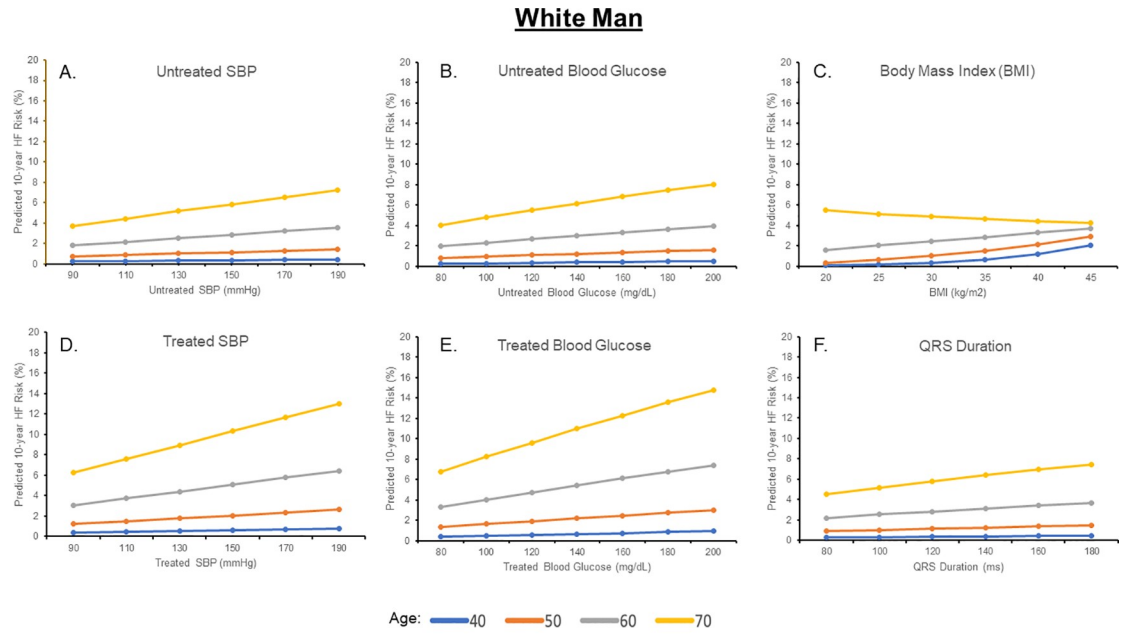 White Man
A.
Untreated SBP
Predicted 10-year HF Risk (%)
20
18
16
14
12
10
8
6
4
2
0
90 110 130 150 170 190
Untreated SBP (mmHg)
B.
Untreated Blood Glucose
Predicted 10-year HF Risk (%)
20
18
16
14
12
10
8
6
4
2
0
80 100 120 140 160 180 200
Untreated Blood Glucose (mg/dL)
C.
Body Mass Index (BMI)
Predicted 10-year HF Risk (%)
20
18
16
14
12
10
8
6
4
2
0
20 25 30 35 40 45
BMI (kg/m2)
D.
Treated SBP
Predicted 10-year HF Risk (%)
20
18
16
14
12
10
8
6
4
2
0
90 110 130 150 170 190
Treated SBP (mmHg)
E.
Treated Blood Glucose
Predicted 10-year HF Risk (%)
20
18
16
14
12
10
8
6
4
2
0
80 100 120 140 160 180 200
Treated Blood Glucose (mg/dL)
F.
QRS Duration
Predicted 10-year HF Risk (%)
20
18
16
14
12
10
8
6
4
2
0
80 100 120 140 160 180
QRS Duration (ms)
Age: 40 50 60 70